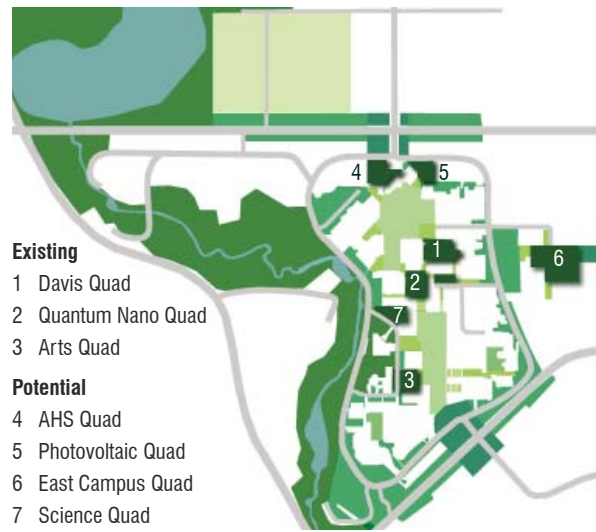 4
5
1
6
2
7
3
Existing
1 Davis Quad
2 Quantum Nano Quad
3 Arts Quad
Potential
4 AHS Quad
5 Photovoltaic Quad
6 East Campus Quad
7 Science Quad